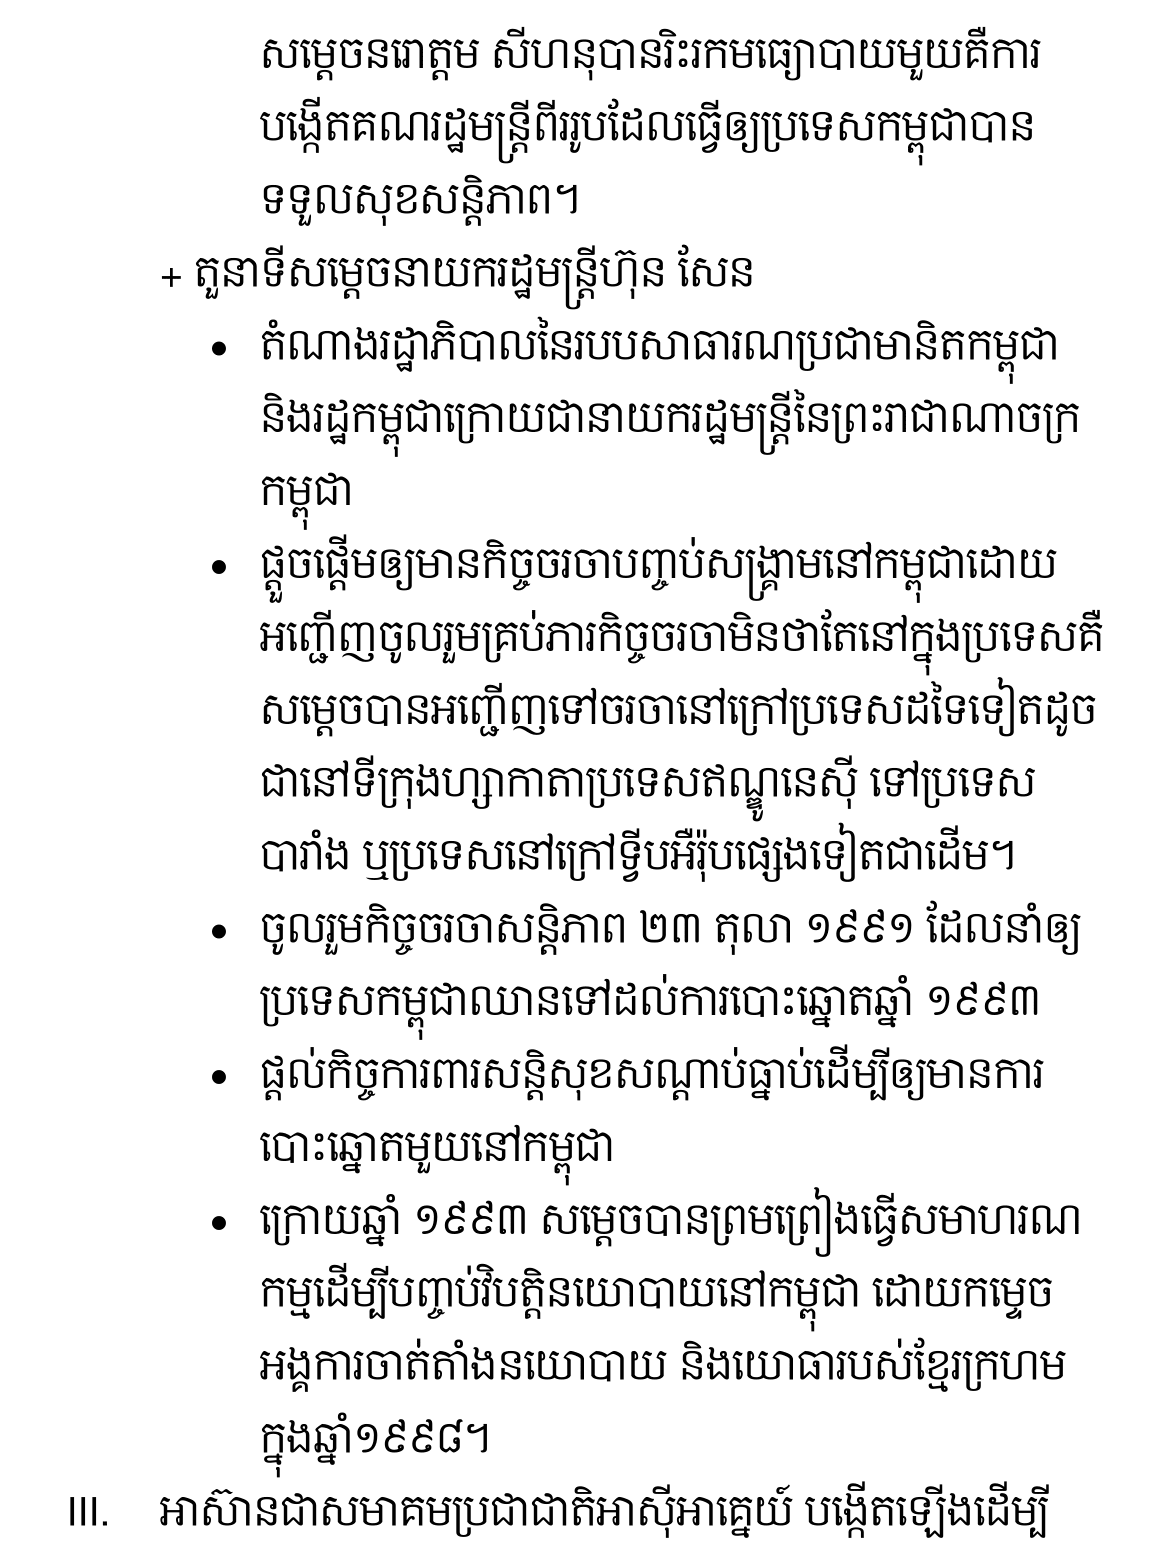 សម្តេចនរោត្តម សីហនុបានរិះរកមធ្យោបាយមួយគឺការ
បង្កើតគណរដ្ឋមន្ត្រីពីររូបដែលធ្វើឲ្យប្រទេសកម្ពុជាបាន
ទទួលសុខសន្តិភាព។
+ តួនាទីសម្តេចនាយករដ្ឋមន្ត្រីហ៊ុន សែន
• តំណាងរដ្ឋាភិបាលនៃរបបសាធារណប្រជាមានិតកម្ពុជា
និងរដ្ឋកម្ពុជាក្រោយជានាយករដ្ឋមន្ត្រីនៃព្រះរាជាណាចក្រ
កម្ពុជា
• ផ្តួចផ្តើមឲ្យមានកិច្ចចរចាបញ្ចប់សង្គ្រាមនៅកម្ពុជាដោយ
អញ្ជើញចូលរួមគ្រប់ភារកិច្ចចរចាមិនថាតែនៅក្នុងប្រទេសគឺ
សម្តេចបានអញ្ជើញទៅចរចានៅក្រៅប្រទេសដទៃទៀតដូច
ជានៅទីក្រុងហ្សាកាតាប្រទេសឥណ្ឌូនេស៊ី ទៅប្រទេស
បារាំង ឬប្រទេសនៅក្រៅទ្វីបអឺរ៉ុបផ្សេងទៀតជាដើម។
• ចូលរួមកិច្ចចរចាសន្តិភាព ២៣ តុលា ១៩៩១ ដែលនាំឲ្យ
ប្រទេសកម្ពុជាឈានទៅដល់ការបោះឆ្នោតឆ្នាំ ១៩៩៣
• ផ្តល់កិច្ចការពារសន្តិសុខសណ្តាប់ធ្នាប់ដើម្បីឲ្យមានការ
បោះឆ្នោតមួយនៅកម្ពុជា
• ក្រោយឆ្នាំ ១៩៩៣ សម្តេចបានព្រមព្រៀងធ្វើសមាហរណ
កម្មដើម្បីបញ្ចប់វិបត្តិនយោបាយនៅកម្ពុជា ដោយកម្ទេច
អង្គការចាត់តាំងនយោបាយ និងយោធារបស់ខ្មែរក្រហម
ក្នុងឆ្នាំ១៩៩៨។
III. អាស៊ានជាសមាគមប្រជាជាតិអាស៊ីអាគ្នេយ៍ បង្កើតឡើងដើម្បី